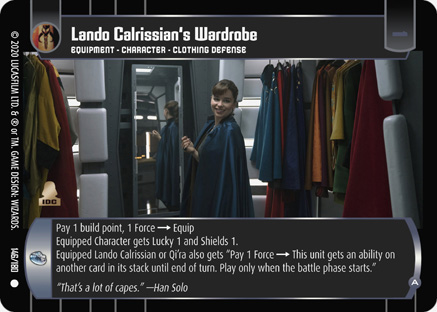 Lando Calrissian's Wardrobe
EQUIPMENT - CHARACTER - CLOTHING DEFENSE
© 2020 LUCASFILM LTD. & ® or TM. GAME DESIGN: WIZARDS.
146/180
IDC
Pay 1 build point, 1 Force → Equip
Equipped Character gets Lucky 1 and Shields 1.
Equipped Lando Calrissian or Qi'ra also gets "Pay 1 Force → This unit gets an ability on
another card in its stack until end of turn. Play only when the battle phase starts."
"That's a lot of capes." –Han Solo
A